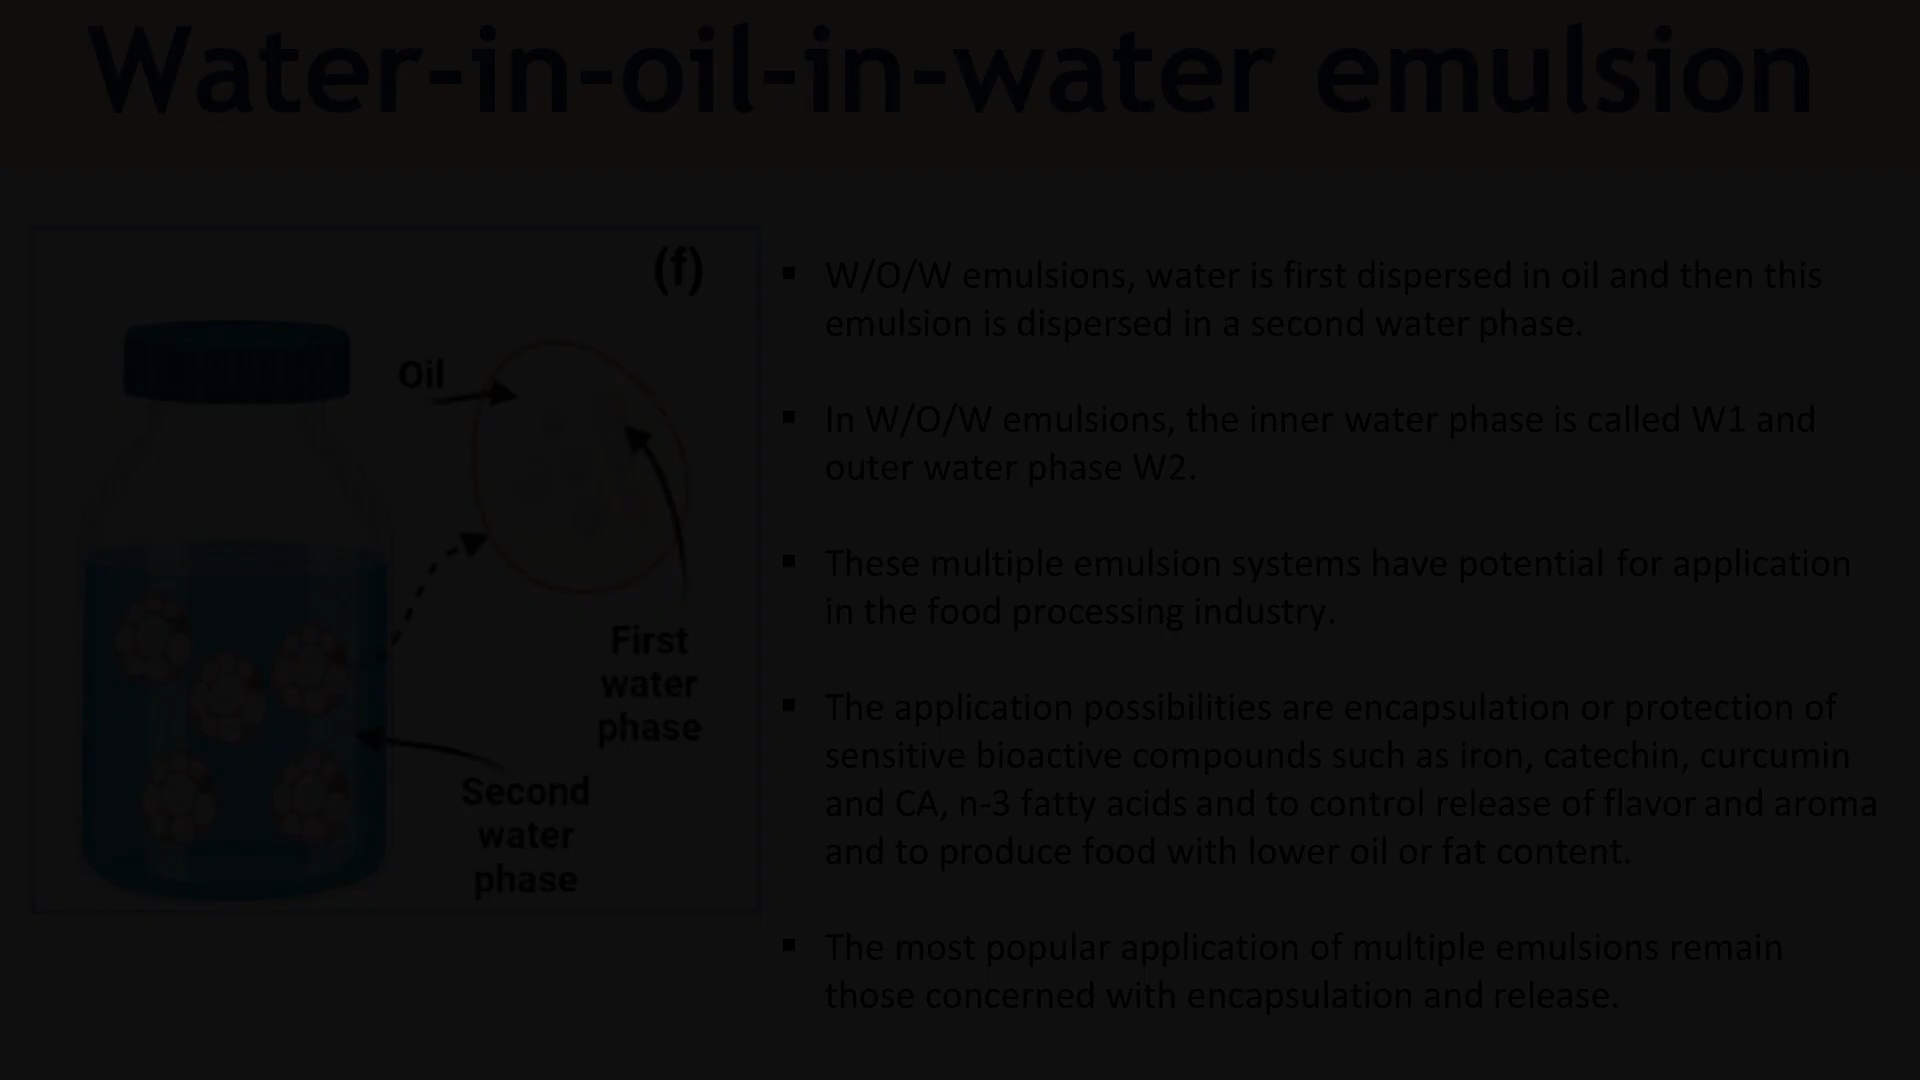 Water-in-oil-in-water emulsion
(f)
Oil
First
water
phase
Second
water
phase
▪ W/O/W emulsions, water is first dispersed in oil and then this
emulsion is dispersed in a second water phase.
▪ In W/O/W emulsions, the inner water phase is called W1 and
outer water phase W2.
▪ These multiple emulsion systems have potential for application
in the food processing industry.
▪ The application possibilities are encapsulation or protection of
sensitive bioactive compounds such as iron, catechin, curcumin
and CA, n-3 fatty acids and to control release of flavor and aroma
and to produce food with lower oil or fat content.
▪ The most popular application of multiple emulsions remain
those concerned with encapsulation and release.